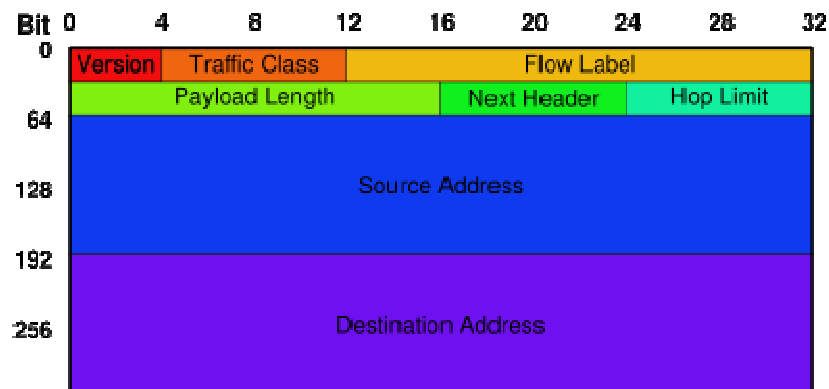 Bit 0 4 8 12 16 20 24 28 32
0
Version Traffic Class Flow Label
Payload Length Next Header Hop Limit
64
128 Source Address
192
256 Destination Address